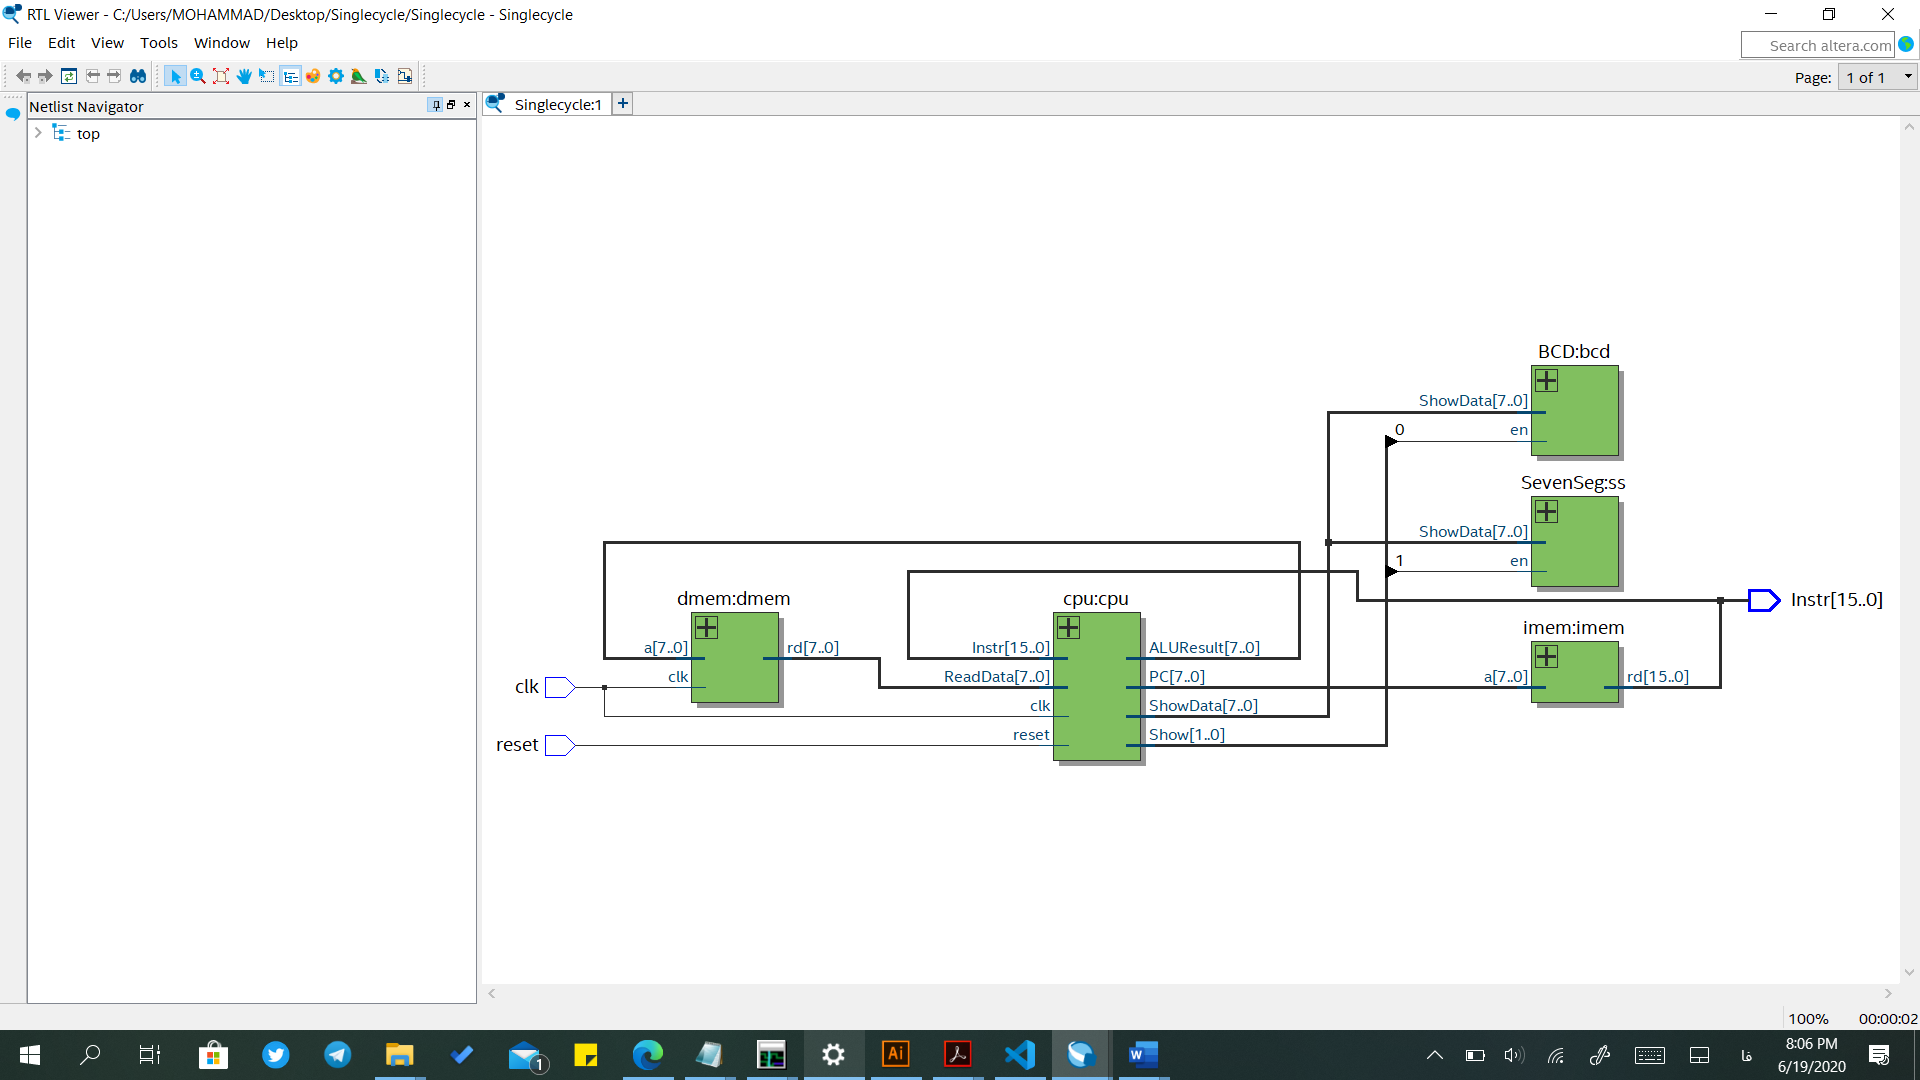 RTL Viewer - C:/Users/MOHAMMAD/Desktop/Singlecycle/Singlecycle - Singlecycle
File Edit View Tools Window Help
Search altera.com
Page: 1 of 1
Netlist Navigator
Singlecycle:1
top
BCD:bcd
ShowData[7..0]
0
en
SevenSeg:ss
ShowData[7..0]
1
en
dmem:dmem
a[7..0]
rd[7..0]
clk
cpu:cpu
Instr[15..0]
ALUResult[7..0]
ReadData[7..0]
PC[7..0]
clk
ShowData[7..0]
reset
Show[1..0]
Instr[15..0]
imem:imem
a[7..0]
rd[15..0]
clk
reset
100% 00:00:02
1
Ai
W
فا
8:06 PM
6/19/2020